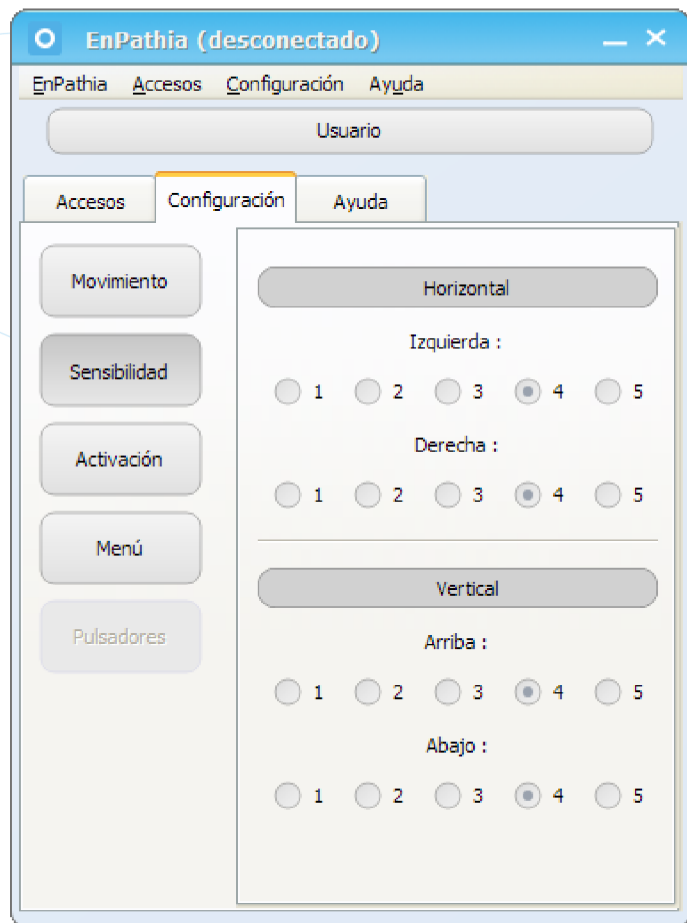 EnPathia (desconectado)
EnPathia Accesos Configuración Ayuda
Usuario
Accesos Configuración Ayuda
Movimiento
Sensibilidad
Activación
Menú
Pulsadores
Horizontal
Izquierda :
1 2 3 4 5
Derecha :
1 2 3 4 5
Vertical
Arriba :
1 2 3 4 5
Abajo :
1 2 3 4 5